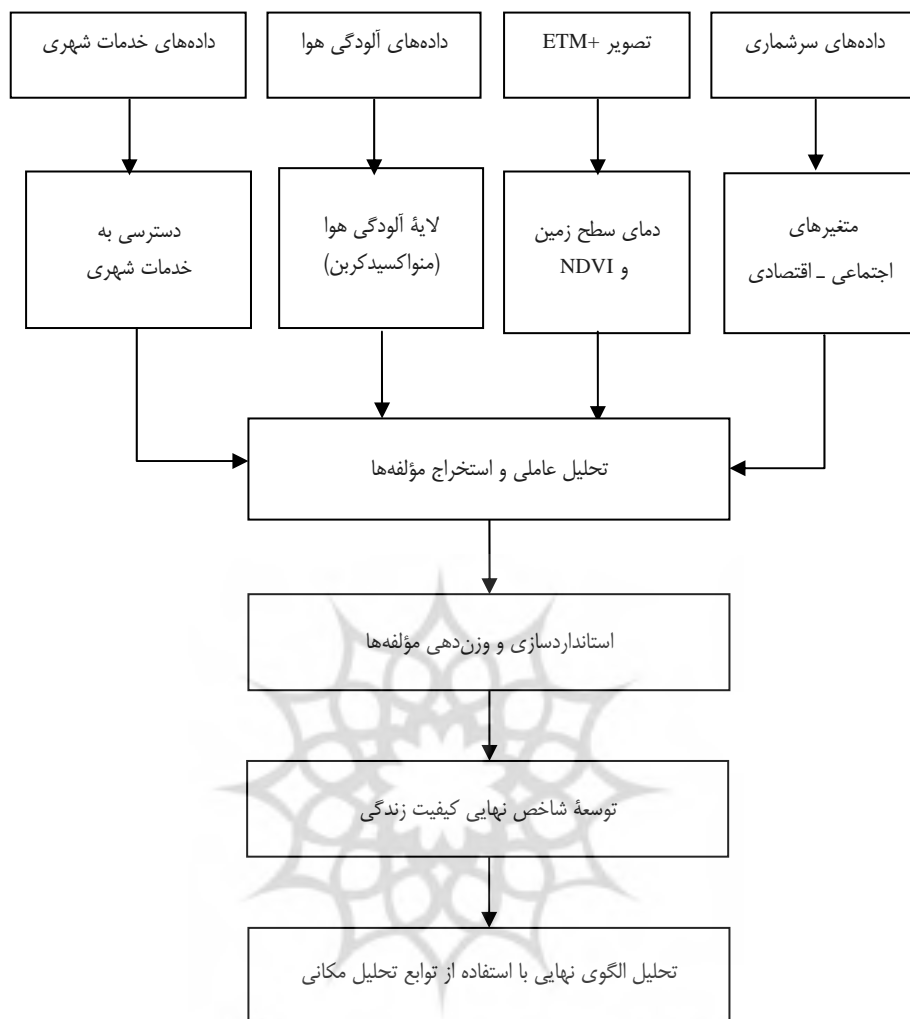 داده‌های سرشماری
تصویر ETM+
داده‌های آلودگی هوا
داده‌های خدمات شهری
متغیرهای
اجتماعی ـ اقتصادی
دمای سطح زمین
و NDVI
لایۀ آلودگی هوا
(منواکسیدکربن)
دسترسی به
خدمات شهری
تحلیل عاملی و استخراج مؤلفه‌ها
استانداردسازی و وزن‌دهی مؤلفه‌ها
توسعۀ شاخص نهایی کیفیت زندگی
تحلیل الگوی نهایی با استفاده از توابع تحلیل مکانی